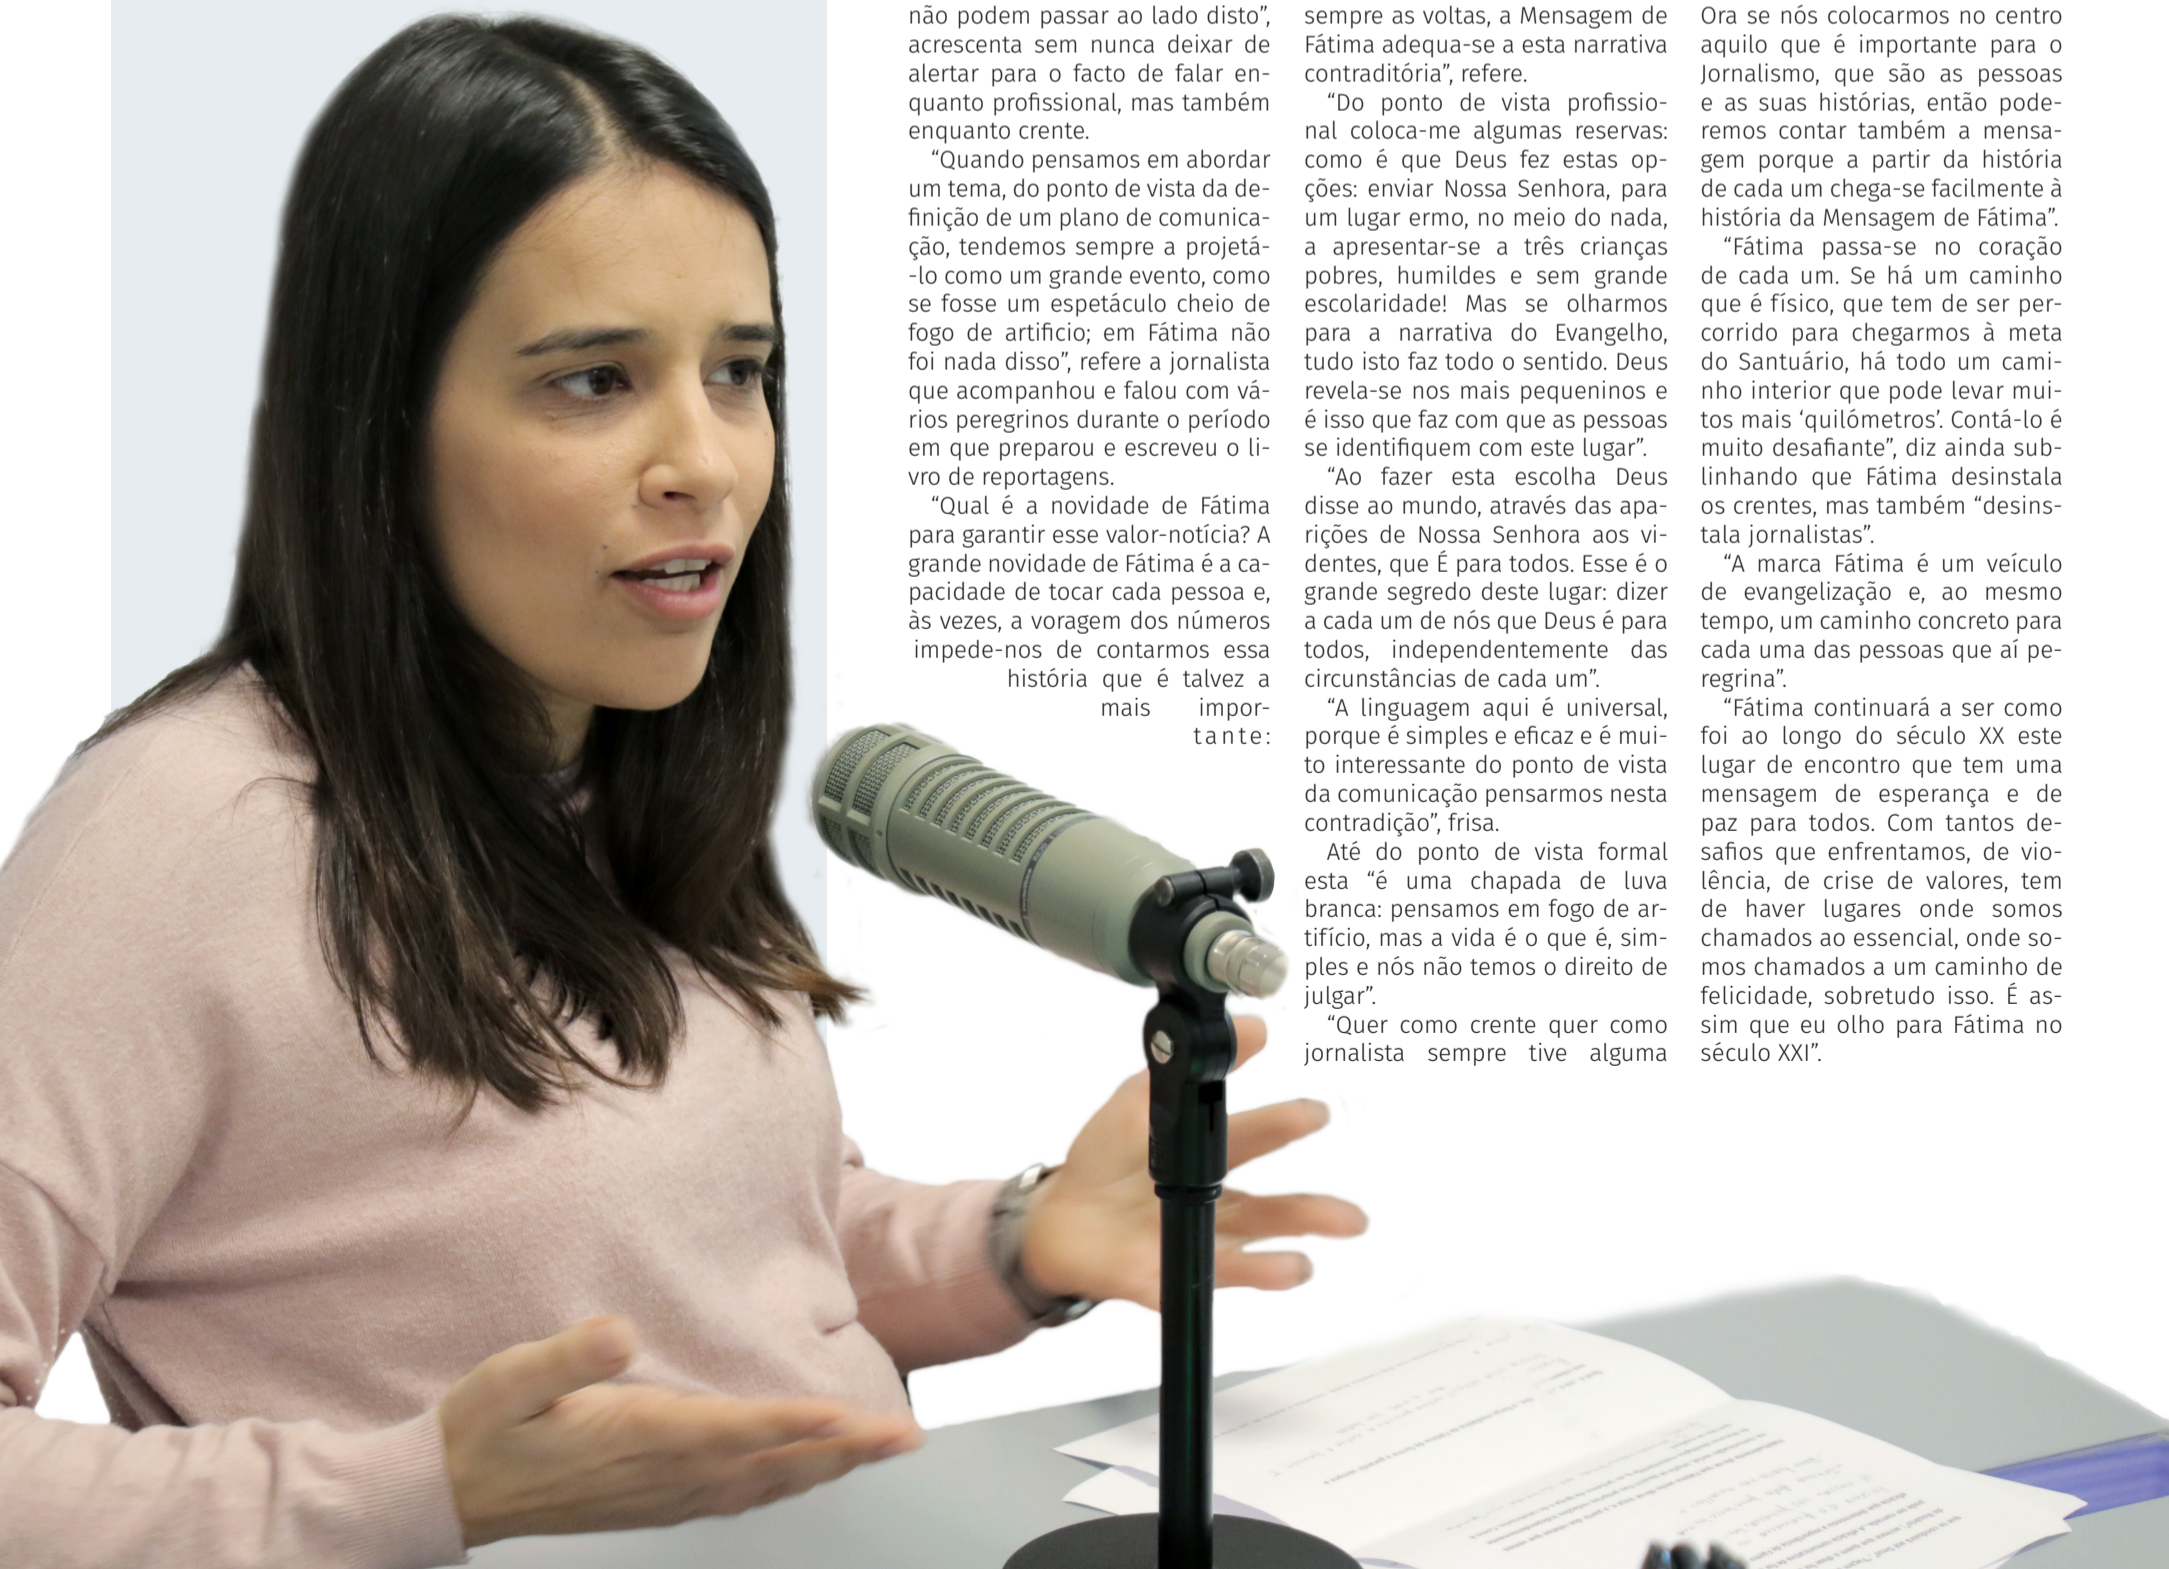 não podem passar ao lado disto”,
acrescenta sem nunca deixar de
alertar para o facto de falar en-
quanto profissional, mas também
enquanto crente.
“Quando pensamos em abordar
um tema, do ponto de vista da de-
finição de um plano de comunica-
ção, tendemos sempre a projetá-
-lo como um grande evento, como
se fosse um espetáculo cheio de
fogo de artificio; em Fátima não
foi nada disso”, refere a jornalista
que acompanhou e falou com vá-
rios peregrinos durante o período
em que preparou e escreveu o li-
vro de reportagens.
“Qual é a novidade de Fátima
para garantir esse valor-notícia? A
grande novidade de Fátima é a ca-
pacidade de tocar cada pessoa e,
às vezes, a voragem dos números
impede-nos de contarmos essa
história que é talvez a
mais impor-
tante:
sempre as voltas, a Mensagem de
Fátima adequa-se a esta narrativa
contraditória”, refere.
“Do ponto de vista profissio-
nal coloca-me algumas reservas:
como é que Deus fez estas op-
ções: enviar Nossa Senhora, para
um lugar ermo, no meio do nada,
a apresentar-se a três crianças
pobres, humildes e sem grande
escolaridade! Mas se olharmos
para a narrativa do Evangelho,
tudo isto faz todo o sentido. Deus
revela-se nos mais pequeninos e
é isso que faz com que as pessoas
se identifiquem com este lugar”.
“Ao fazer esta escolha Deus
disse ao mundo, através das apa-
rições de Nossa Senhora aos vi-
dentes, que É para todos. Esse é o
grande segredo deste lugar: dizer
a cada um de nós que Deus é para
todos, independentemente das
circunstâncias de cada um”.
“A linguagem aqui é universal,
porque é simples e eficaz e é mui-
to interessante do ponto de vista
da comunicação pensarmos nesta
contradição”, frisa.
Até do ponto de vista formal
esta “é uma chapada de luva
branca: pensamos em fogo de ar-
tifício, mas a vida é o que é, sim-
ples e nós não temos o direito de
julgar”.
“Quer como crente quer como
jornalista sempre tive alguma
Ora se nós colocarmos no centro
aquilo que é importante para o
Jornalismo, que são as pessoas
e as suas histórias, então pode-
remos contar também a mensa-
gem porque a partir da história
de cada um chega-se facilmente à
história da Mensagem de Fátima”.
“Fátima passa-se no coração
de cada um. Se há um caminho
que é físico, que tem de ser per-
corrido para chegarmos à meta
do Santuário, há todo um cami-
nho interior que pode levar mui-
tos mais ‘quilómetros’. Contá-lo é
muito desafiante”, diz ainda sub-
linhando que Fátima desinstala
os crentes, mas também “desins-
tala jornalistas”.
“A marca Fátima é um veículo
de evangelização e, ao mesmo
tempo, um caminho concreto para
cada uma das pessoas que aí pe-
regrina”.
“Fátima continuará a ser como
foi ao longo do século XX este
lugar de encontro que tem uma
mensagem de esperança e de
paz para todos. Com tantos de-
safios que enfrentamos, de vio-
lência, de crise de valores, tem
de haver lugares onde somos
chamados ao essencial, onde so-
mos chamados a um caminho de
felicidade, sobretudo isso. É as-
sim que eu olho para Fátima no
século XXI”.